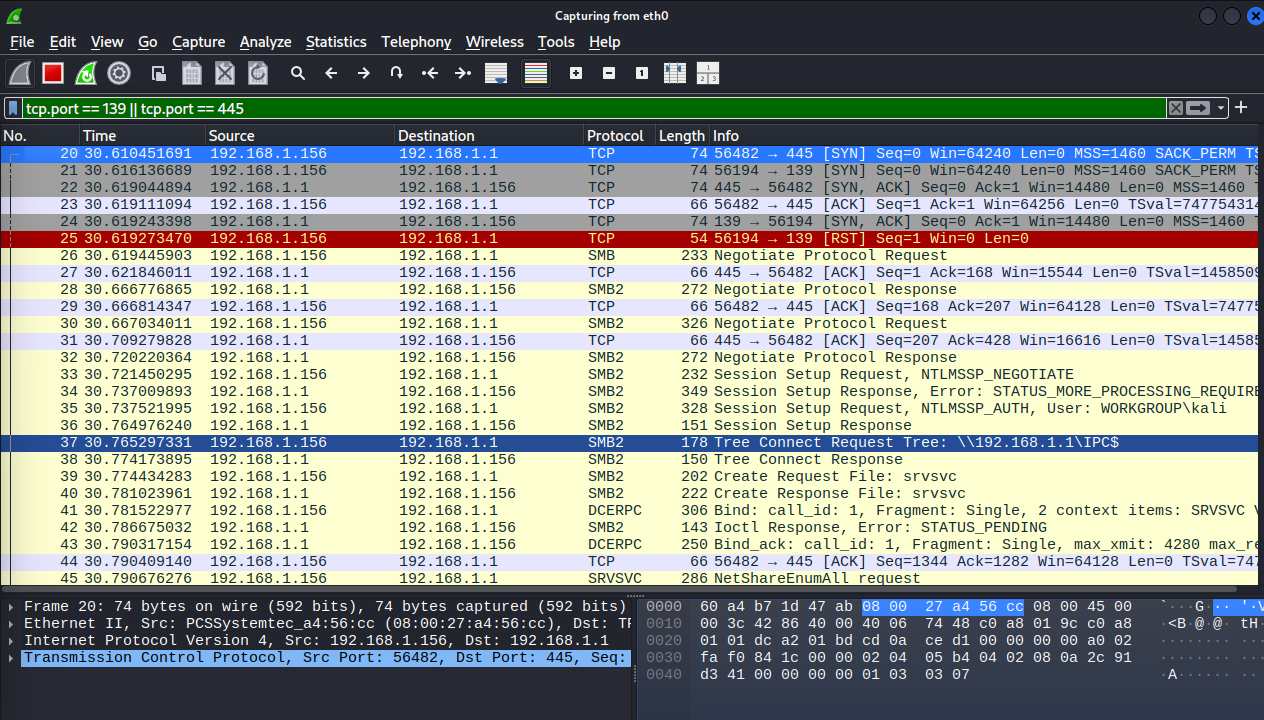 Capturing from eth0
File Edit View Go Capture Analyze Statistics Telephony Wireless Tools Help
tcp.port == 139 || tcp.port == 445
No. Time Source Destination Protocol Length Info
20 30.610451691 192.168.1.156 192.168.1.1 TCP 74 56482 → 445 [SYN] Seq=0 Win=64240 Len=0 MSS=1460 SACK_PERM TS
21 30.616136689 192.168.1.156 192.168.1.1 TCP 74 56194 → 139 [SYN] Seq=0 Win=64240 Len=0 MSS=1460 SACK_PERM TS
22 30.619044894 192.168.1.1 192.168.1.156 TCP 74 445 → 56482 [SYN, ACK] Seq=0 Ack=1 Win=14480 Len=0 MSS=1460 T
23 30.619111094 192.168.1.156 192.168.1.1 TCP 66 56482 → 445 [ACK] Seq=1 Ack=1 Win=64256 Len=0 TSval=747754314
24 30.619243398 192.168.1.1 192.168.1.156 TCP 74 139 → 56194 [SYN, ACK] Seq=0 Ack=1 Win=14480 Len=0 MSS=1460 T
25 30.619273470 192.168.1.156 192.168.1.1 TCP 54 56194 → 139 [RST] Seq=1 Win=0 Len=0
26 30.619445903 192.168.1.156 192.168.1.1 SMB 233 Negotiate Protocol Request
27 30.621846011 192.168.1.1 192.168.1.156 TCP 66 445 → 56482 [ACK] Seq=1 Ack=168 Win=15544 Len=0 TSval=1458509
28 30.666776865 192.168.1.1 192.168.1.156 SMB2 272 Negotiate Protocol Response
29 30.666814347 192.168.1.156 192.168.1.1 TCP 66 56482 → 445 [ACK] Seq=168 Ack=207 Win=64128 Len=0 TSval=74775
30 30.667034011 192.168.1.156 192.168.1.1 SMB2 326 Negotiate Protocol Request
31 30.709279828 192.168.1.1 192.168.1.156 TCP 66 445 → 56482 [ACK] Seq=207 Ack=428 Win=16616 Len=0 TSval=14585
32 30.720220364 192.168.1.1 192.168.1.156 SMB2 272 Negotiate Protocol Response
33 30.721450295 192.168.1.156 192.168.1.1 SMB2 232 Session Setup Request, NTLMSSP_NEGOTIATE
34 30.737009893 192.168.1.1 192.168.1.156 SMB2 349 Session Setup Response, Error: STATUS_MORE_PROCESSING_REQUIRE
35 30.737521995 192.168.1.156 192.168.1.1 SMB2 328 Session Setup Request, NTLMSSP_AUTH, User: WORKGROUP\kali
36 30.764976240 192.168.1.1 192.168.1.156 SMB2 151 Session Setup Response
37 30.765297331 192.168.1.156 192.168.1.1 SMB2 178 Tree Connect Request Tree: \\192.168.1.1\IPC$
38 30.774173895 192.168.1.1 192.168.1.156 SMB2 150 Tree Connect Response
39 30.774434283 192.168.1.156 192.168.1.1 SMB2 202 Create Request File: srvsvc
40 30.781023961 192.168.1.1 192.168.1.156 SMB2 222 Create Response File: srvsvc
41 30.781522977 192.168.1.156 192.168.1.1 DCERPC 306 Bind: call_id: 1, Fragment: Single, 2 context items: SRVSVC V
42 30.786675032 192.168.1.1 192.168.1.156 SMB2 143 Ioctl Response, Error: STATUS_PENDING
43 30.790317154 192.168.1.1 192.168.1.156 DCERPC 250 Bind_ack: call_id: 1, Fragment: Single, max_xmit: 4280 max_re
44 30.790409140 192.168.1.156 192.168.1.1 TCP 66 56482 → 445 [ACK] Seq=1344 Ack=1282 Win=64128 Len=0 TSval=747
45 30.790676276 192.168.1.156 192.168.1.1 SRVSVC 286 NetShareEnumAll request
Frame 20: 74 bytes on wire (592 bits), 74 bytes captured (592 bits)
Ethernet II, Src: PCSSystemtec_a4:56:cc (08:00:27:a4:56:cc), Dst: TP
Internet Protocol Version 4, Src: 192.168.1.156, Dst: 192.168.1.1
Transmission Control Protocol, Src Port: 56482, Dst Port: 445, Seq:
0000 60 a4 b7 1d 47 ab 08 00 27 a4 56 cc 08 00 45 00 `···G·····'·V
0010 00 3c 42 86 40 00 40 06 74 48 c0 a8 01 9c c0 a8 ·<B·@·@· tH
0020 01 01 dc a2 01 bd cd 0a ce d1 00 00 00 00 a0 02
0030 fa f0 84 1c 00 00 02 04 05 b4 04 02 08 0a 2c 91
0040 d3 41 00 00 00 00 01 03 03 07 ·A······ ··